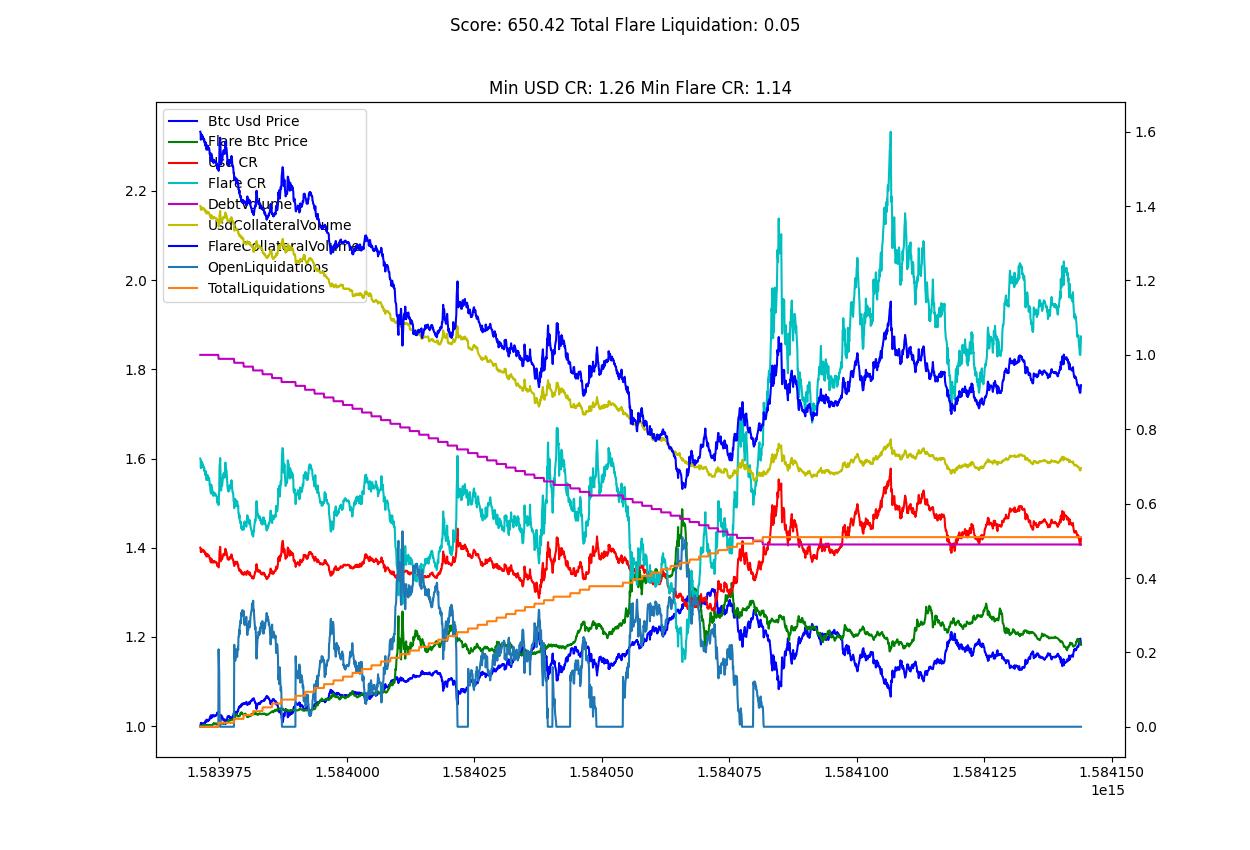 Score: 650.42 Total Flare Liquidation: 0.05
Min USD CR: 1.26 Min Flare CR: 1.14
Btc Usd Price
Flare Btc Price
Usd CR
Flare CR
DebtVolume
UsdCollateralVolume
FlareCollateralVolume
OpenLiquidations
TotalLiquidations
2.2
2.0
1.8
1.6
1.4
1.2
1.0
1.6
1.4
1.2
1.0
0.8
0.6
0.4
0.2
0.0
1.583975
1.584000
1.584025
1.584050
1.584075
1.584100
1.584125
1.584150
1e15